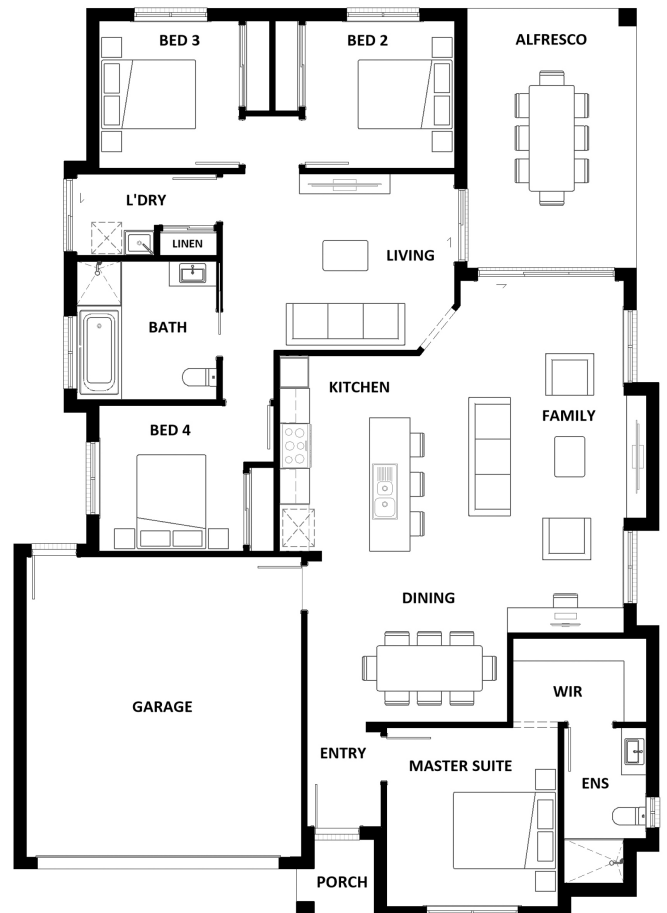 BED 3
BED 2
ALFRESCO
L'DRY
LINEN
LIVING
BATH
KITCHEN
FAMILY
BED 4
DINING
WIR
GARAGE
ENTRY
MASTER SUITE
ENS
PORCH